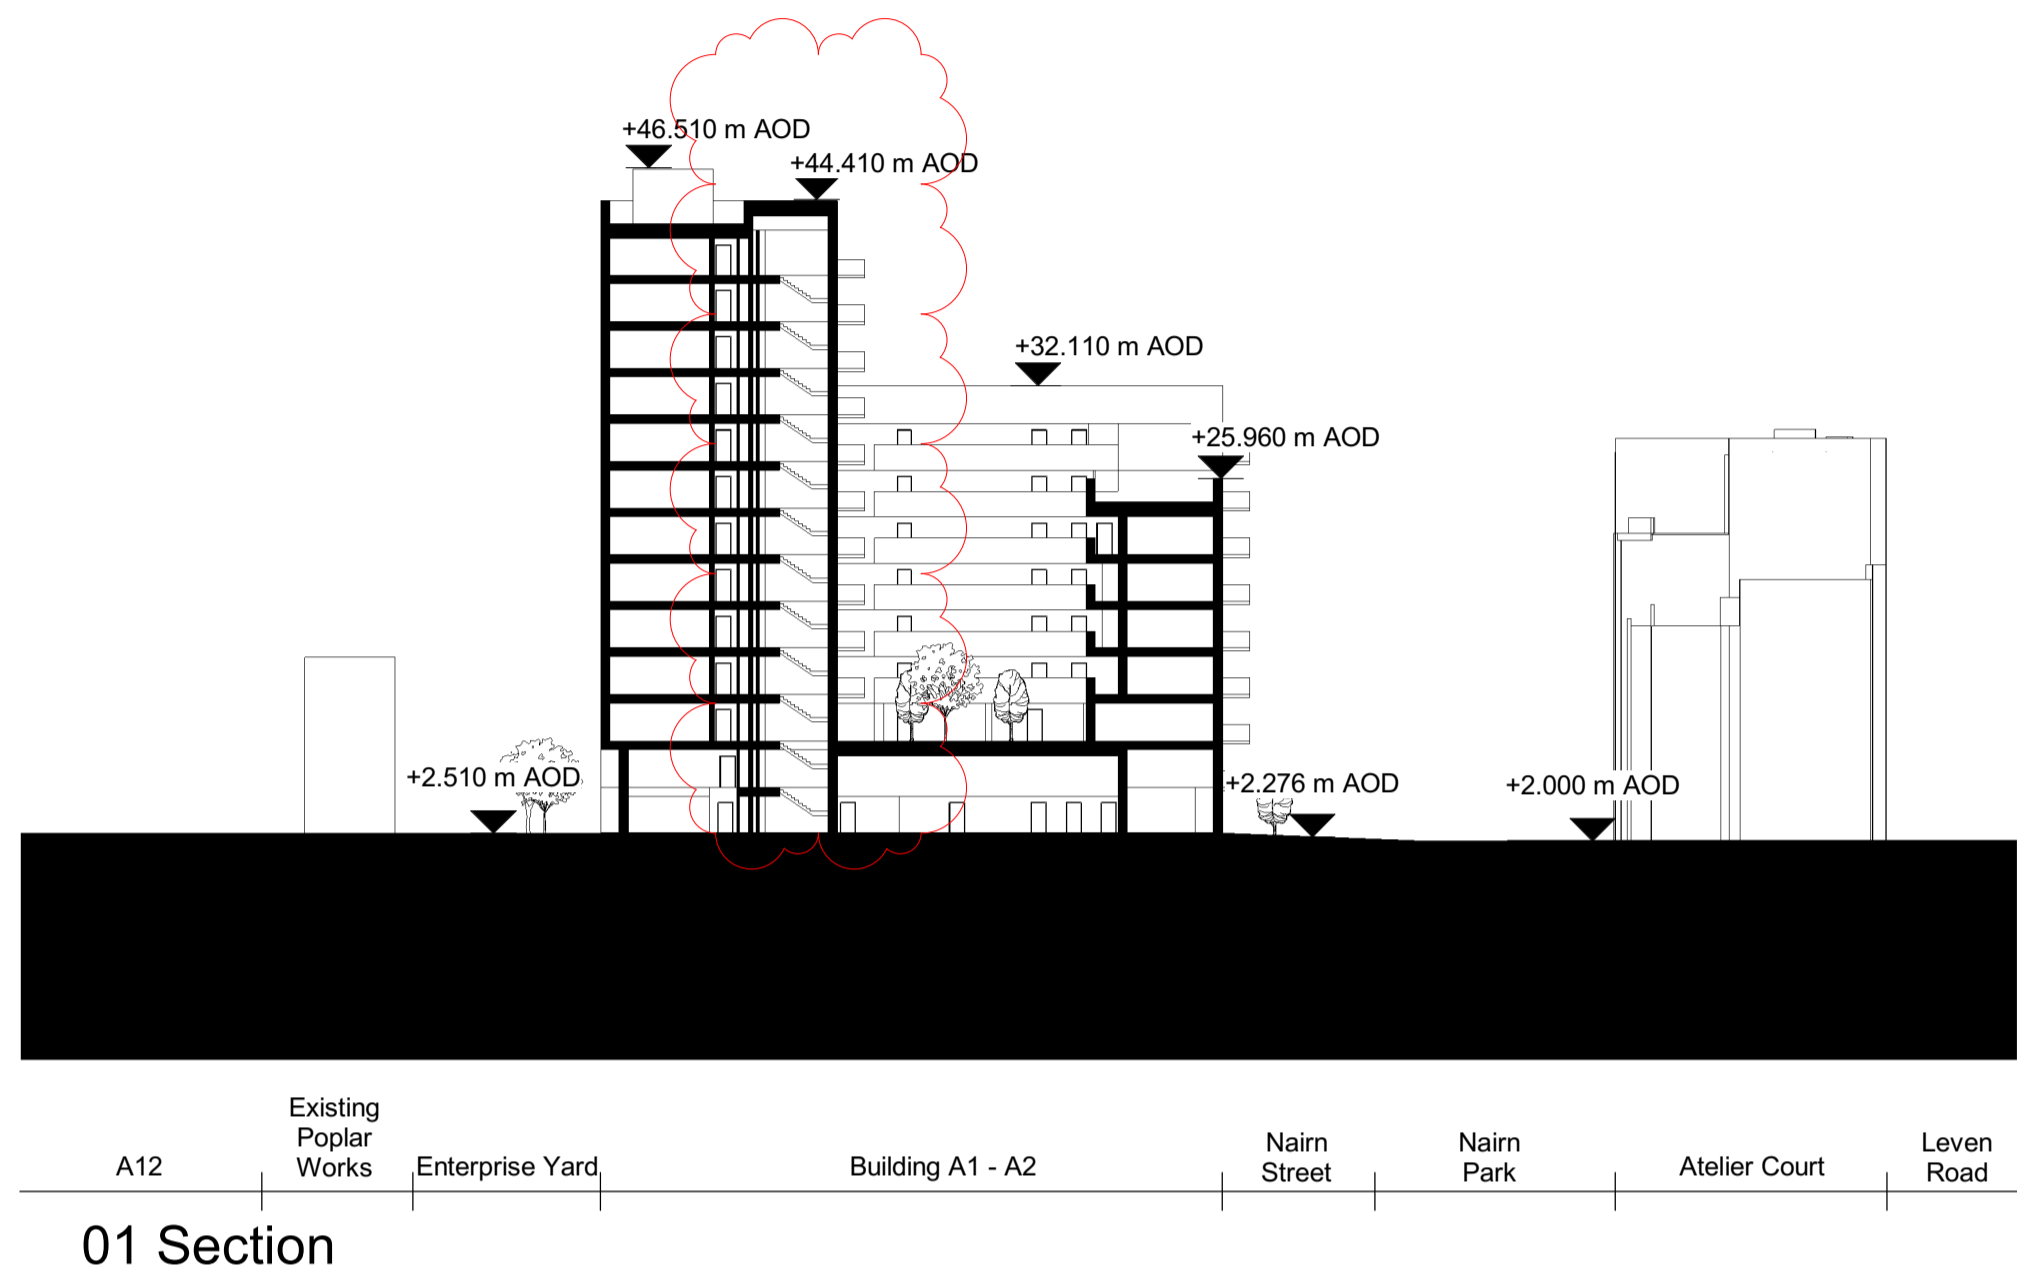 +46.510 m AOD
+44.410 m AOD
+32.110 m AOD
+25.960 m AOD
+2.510 m AOD
+2.276 m AOD
+2.000 m AOD
A12
Existing
Poplar
Works
Enterprise Yard
Building A1 - A2
Nairn
Street
Nairn
Park
Atelier Court
Leven
Road
01 Section